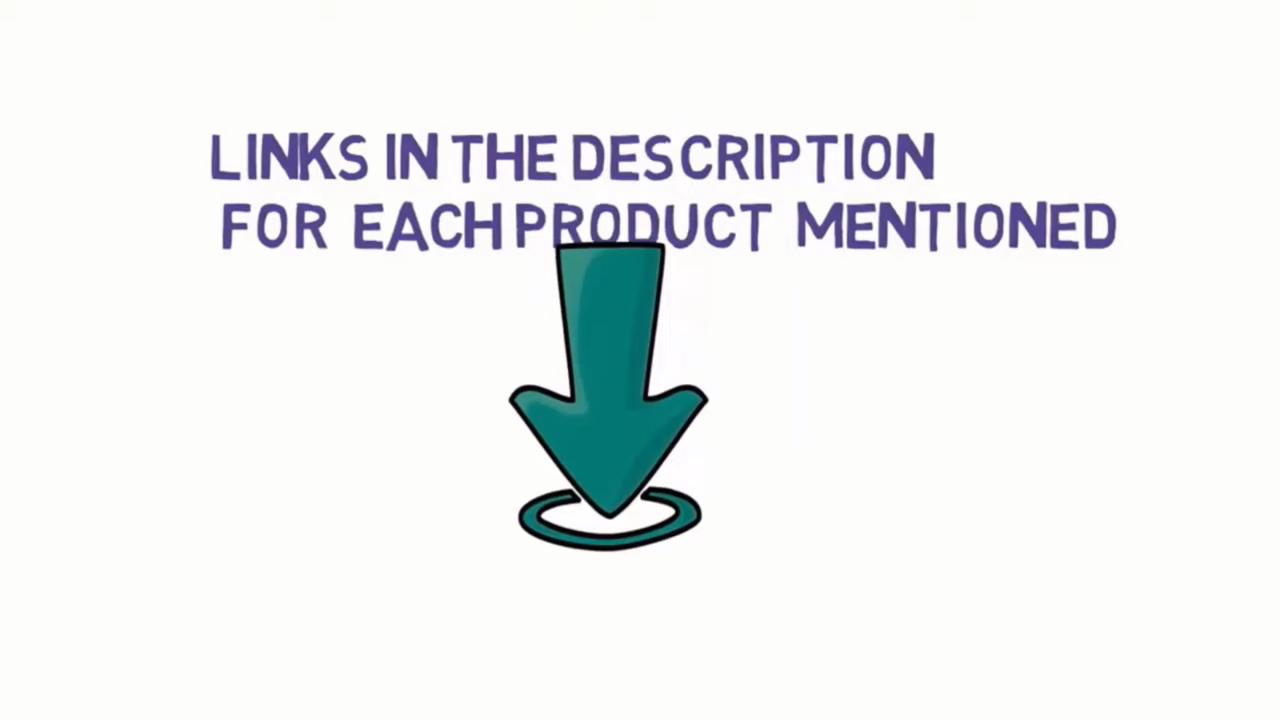 LINKS IN THE DESCRIPTION
FOR EACH PRODUCT MENTIONED